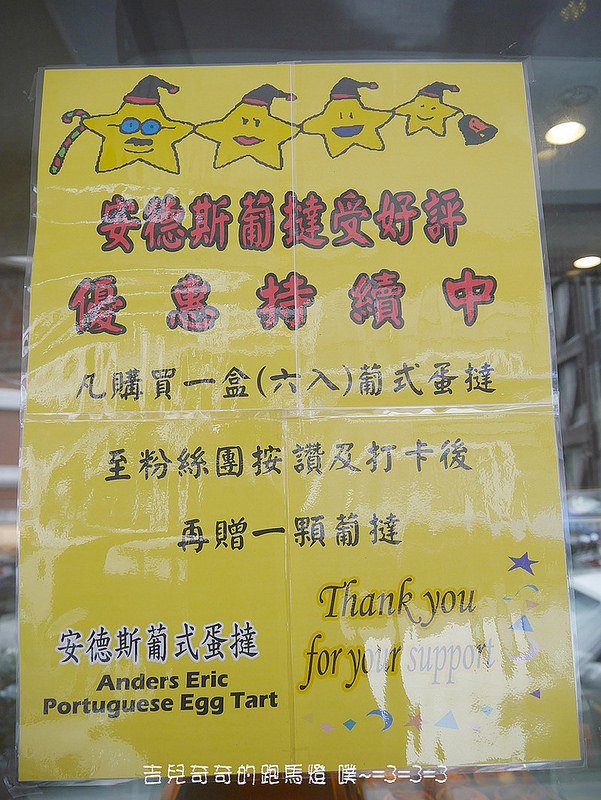 安德斯葡撻受好評
優惠持續中
凡購買一盒(六入)葡式蛋撻
至粉絲團按讚及打卡後
再贈一顆葡撻
Thank you
for your support
安德斯葡式蛋撻
Anders Eric
Portuguese Egg Tart
吉兒奇奇的跑馬燈 噗~=3=3=3